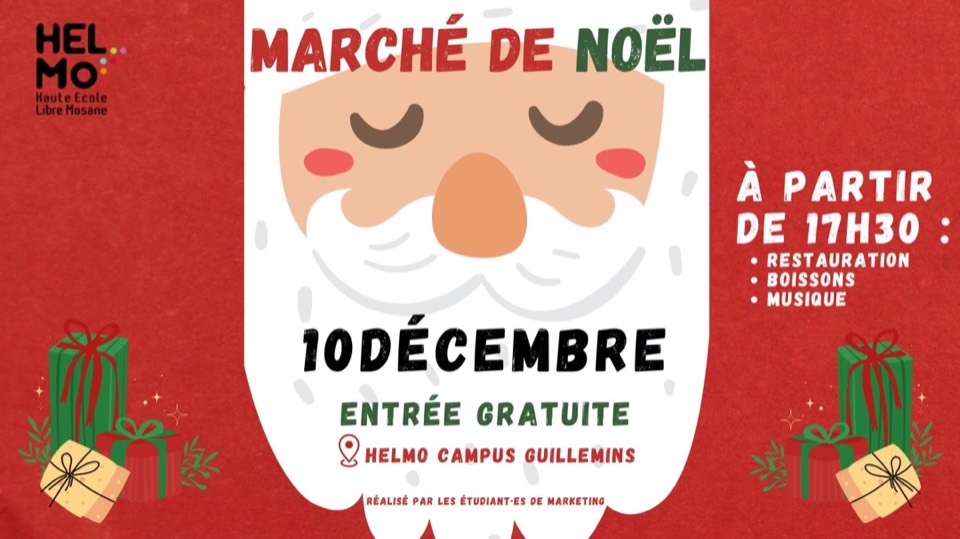 HEL
MO
Haute Ecole
Libre Mosane
MARCHÉ DE NOËL
À PARTIR
DE 17H30 :
• RESTAURATION
• BOISSONS
• MUSIQUE
10DÉCEMBRE
ENTRÉE GRATUITE
HELMO CAMPUS GUILLEMINS
RÉALISÉ PAR LES ÉTUDIANT·ES DE MARKETING